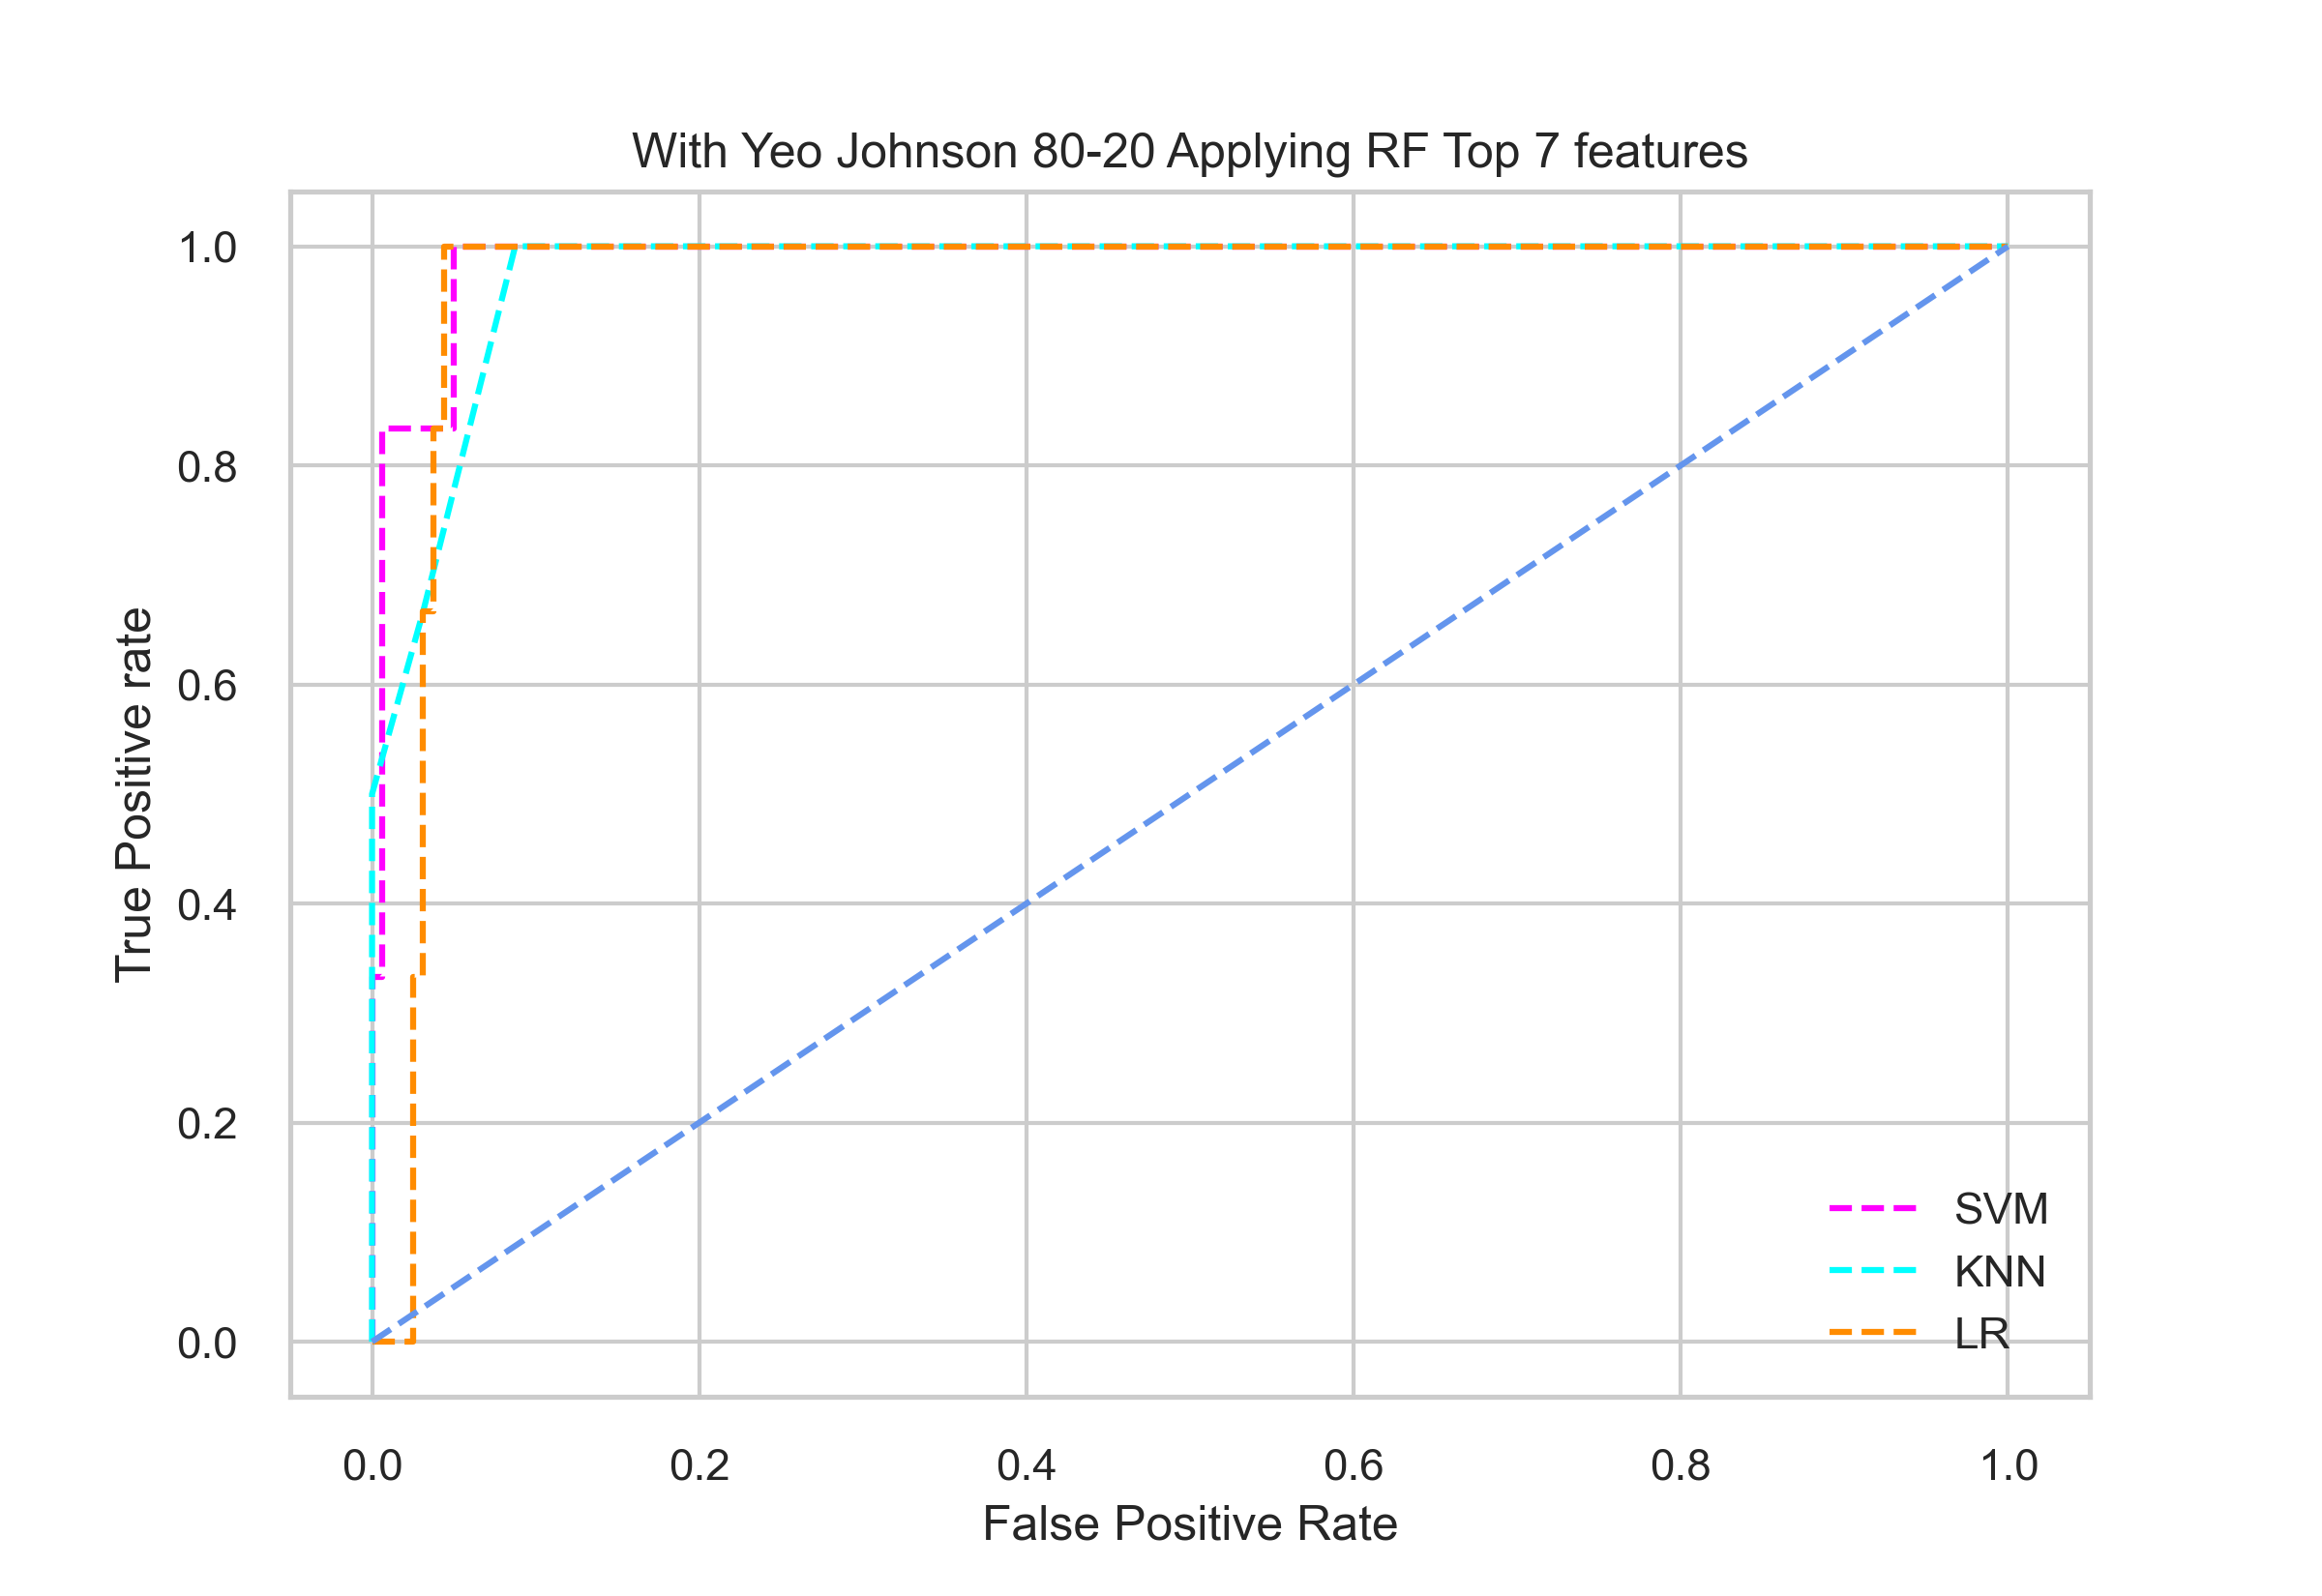 With Yeo Johnson 80-20 Applying RF Top 7 features
1.0
0.8
0.6
0.4
0.2
0.0
True Positive rate
SVM
KNN
LR
0.0 0.2 0.4 0.6 0.8 1.0
False Positive Rate